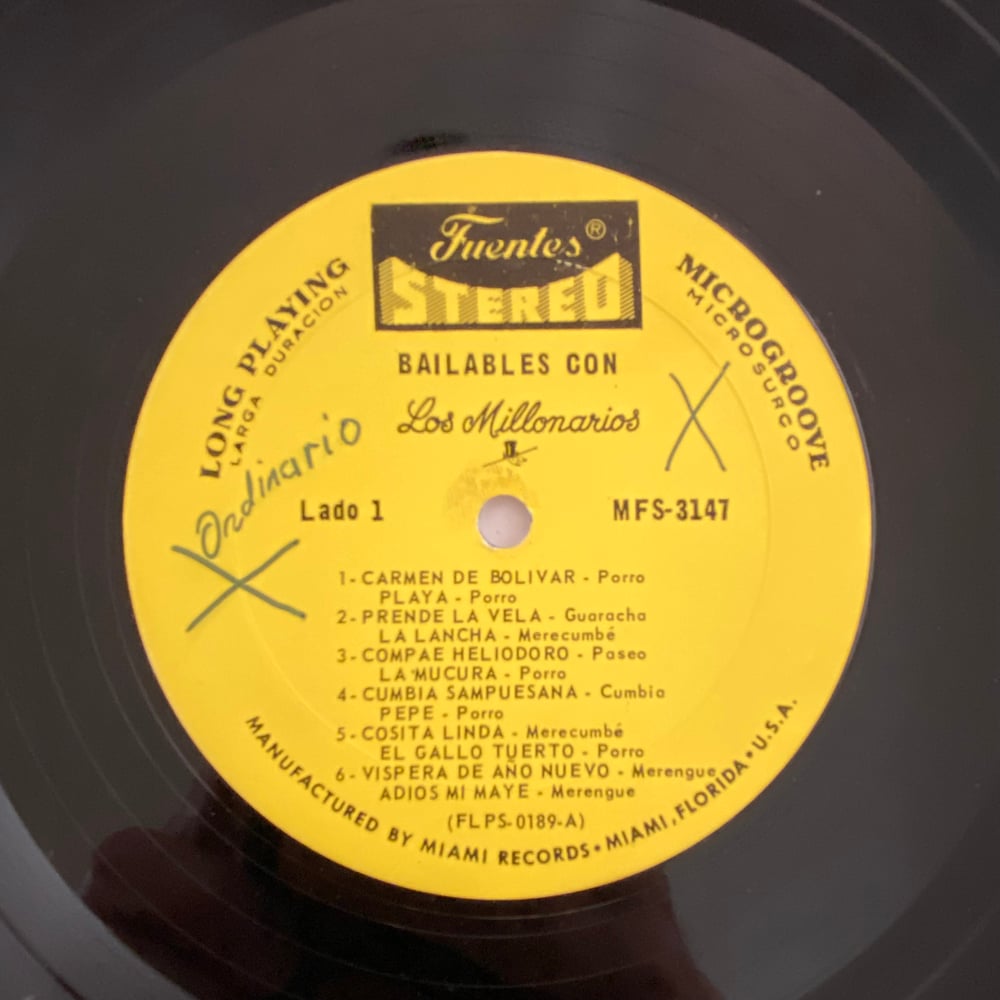 Fuentes®
STEREO
LONG PLAYING
LARGA DURACION
MICROGROOVE
MICROSURCO
BAILABLES CON
Los Millonarios
Ordinario
X
X
Lado 1
MFS-3147
1-CARMEN DE BOLIVAR - Porro
PLAYA - Porro
2-PRENDE LA VELA - Guaracha
LA LANCHA - Merecumbé
3-COMPAE HELIODORO - Paseo
LA MUCURA - Porro
4-CUMBIA SAMPUESANA - Cumbia
PEPE - Porro
5-COSITA LINDA - Merecumbé
EL GALLO TUERTO - Porro
6-VISPERA DE AÑO NUEVO - Merengue
ADIOS MI MAYE - Merengue
(FLPS-0189-A)
MANUFACTURED BY MIAMI RECORDS • MIAMI, FLORIDA • U.S.A.